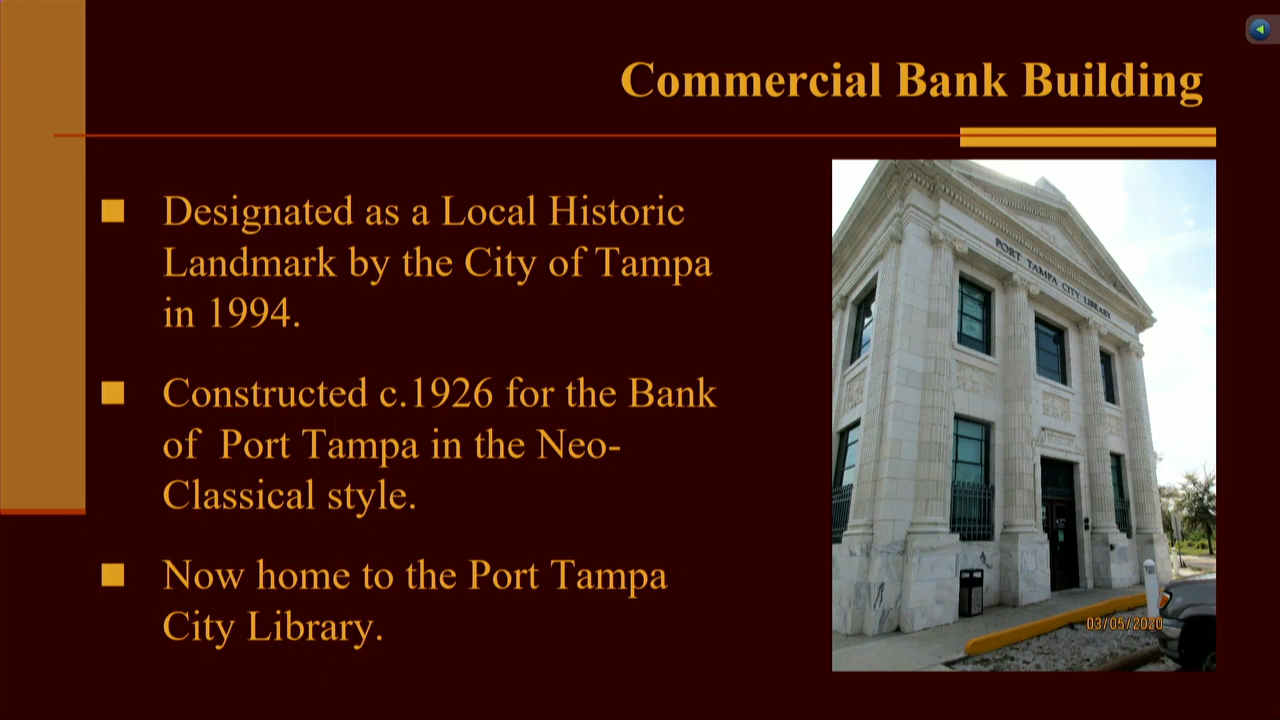 Commercial Bank Building
■ Designated as a Local Historic
Landmark by the City of Tampa
in 1994.
■ Constructed c.1926 for the Bank
of  Port Tampa in the Neo-
Classical style.
■ Now home to the Port Tampa
City Library.
PORT TAMPA CITY LIBRARY
03/05/2020